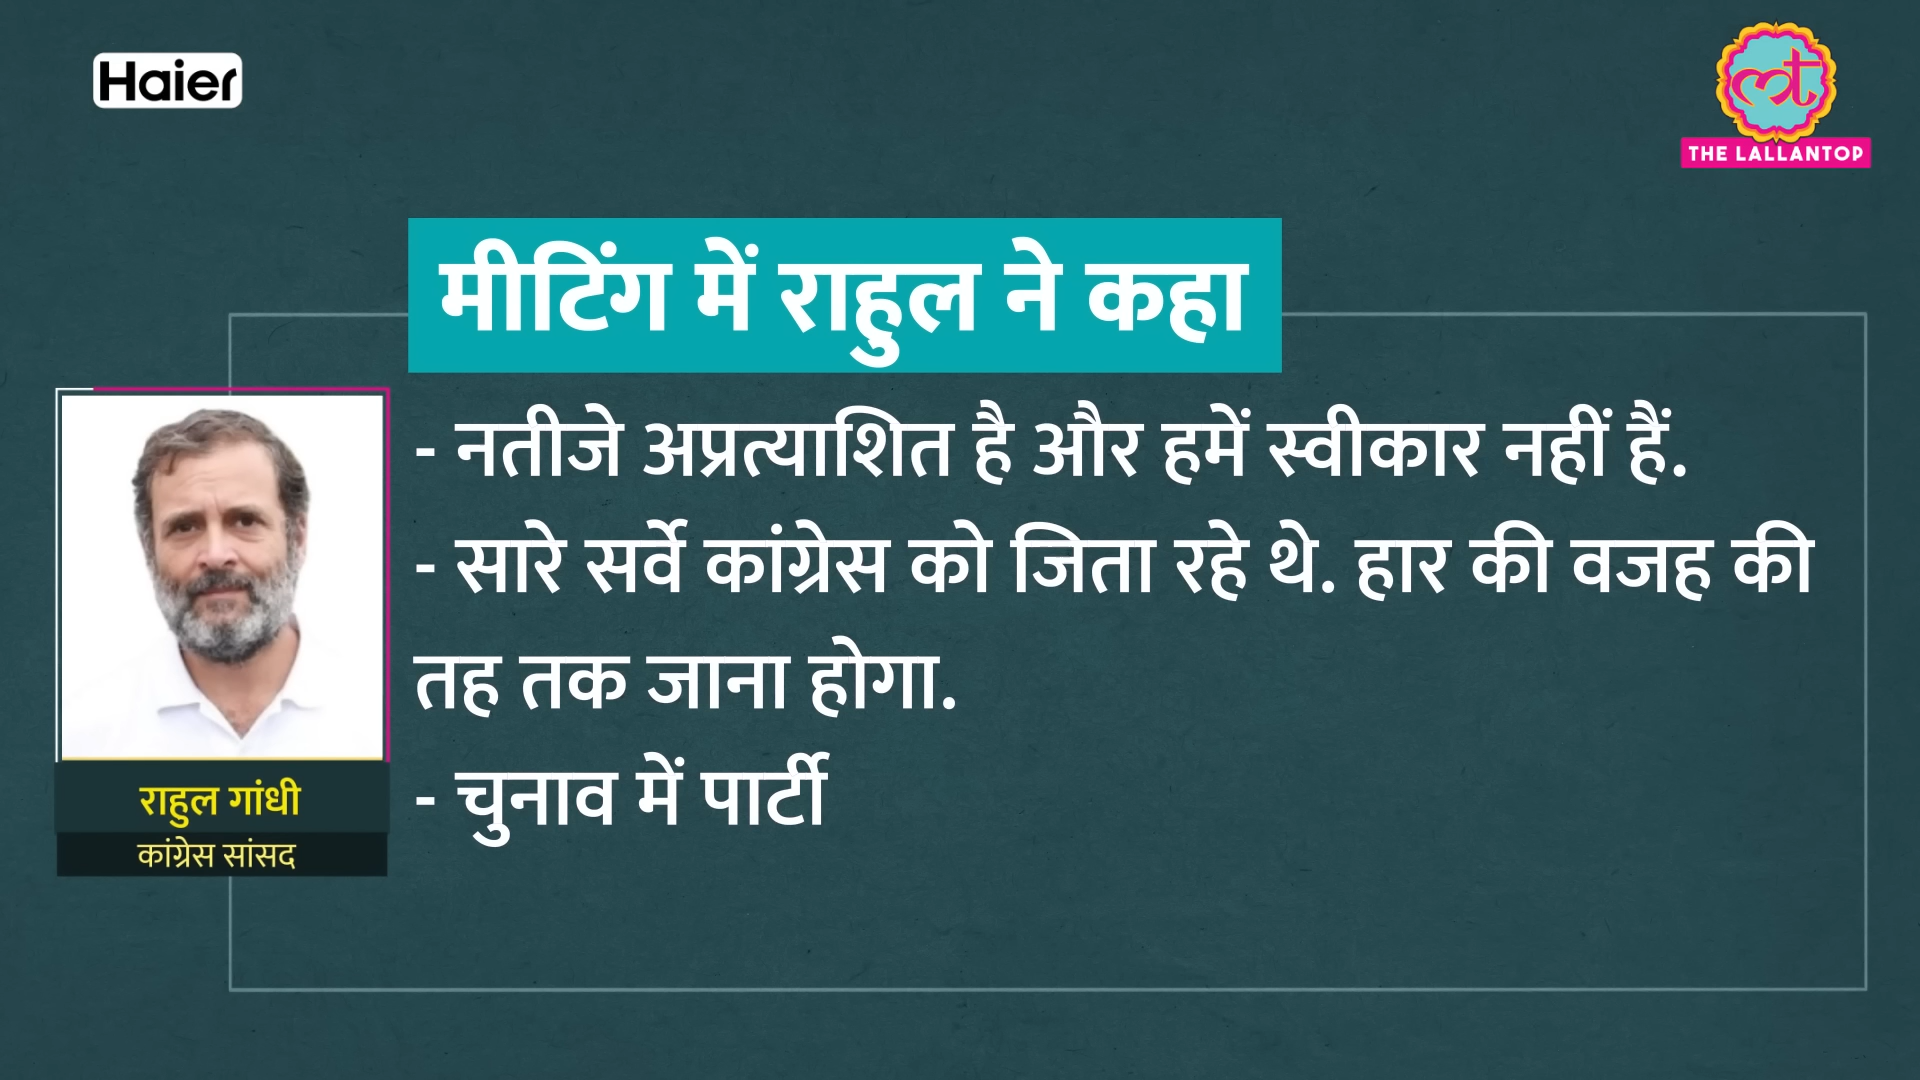 Haier
THE LALLANTOP
मीटिंग में राहुल ने कहा
- नतीजे अप्रत्याशित है और हमें स्वीकार नहीं हैं.
- सारे सर्वे कांग्रेस को जिता रहे थे. हार की वजह की
तह तक जाना होगा.
- चुनाव में पार्टी
राहुल गांधी
कांग्रेस सांसद